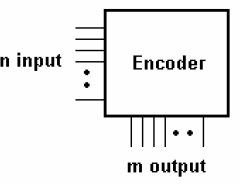 n input
Encoder
m output